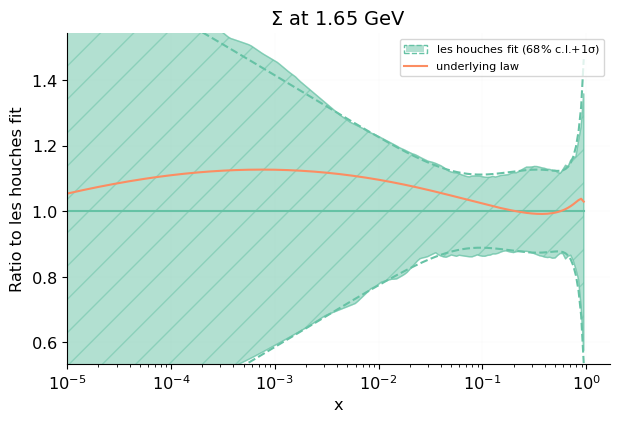 Σ at 1.65 GeV
les houches fit (68% c.l.+1σ)
underlying law
Ratio to les houches fit
1.4
1.2
1.0
0.8
0.6
10⁻⁵ 10⁻⁴ 10⁻³ 10⁻² 10⁻¹ 10⁰
x